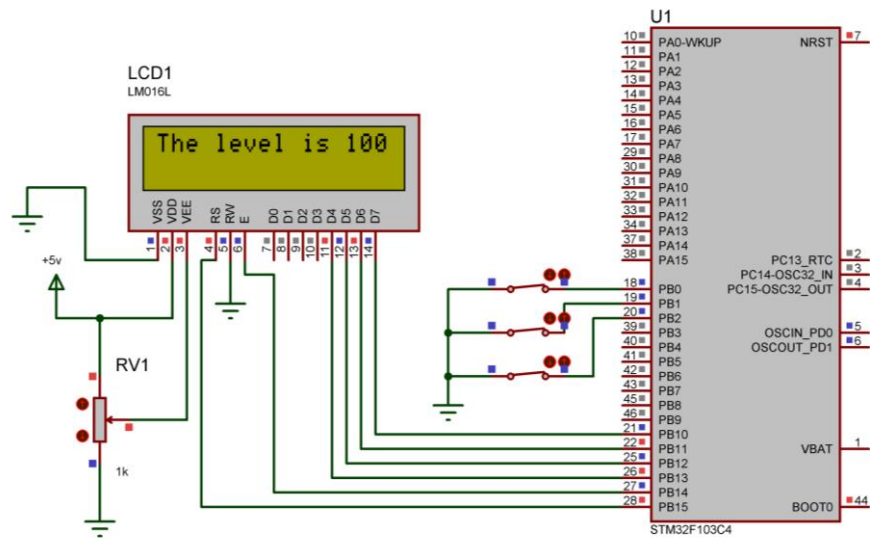 LCD1
LM016L
The level is 100
VSS
VDD
VEE
RS
RW
E
D0
D1
D2
D3
D4
D5
D6
D7
1
2
3
4
5
6
7
8
9
10
11
12
13
14
+5v
RV1
1k
U1
10 PA0-WKUP
11 PA1
12 PA2
13 PA3
14 PA4
15 PA5
16 PA6
17 PA7
29 PA8
30 PA9
31 PA10
32 PA11
33 PA12
34 PA13
37 PA14
38 PA15
18 PB0
19 PB1
20 PB2
39 PB3
40 PB4
41 PB5
42 PB6
43 PB7
45 PB8
46 PB9
21 PB10
22 PB11
25 PB12
26 PB13
27 PB14
28 PB15
NRST 7
PC13_RTC 2
PC14-OSC32_IN 3
PC15-OSC32_OUT 4
OSCIN_PD0 5
OSCOUT_PD1 6
VBAT 1
BOOT0 44
STM32F103C4